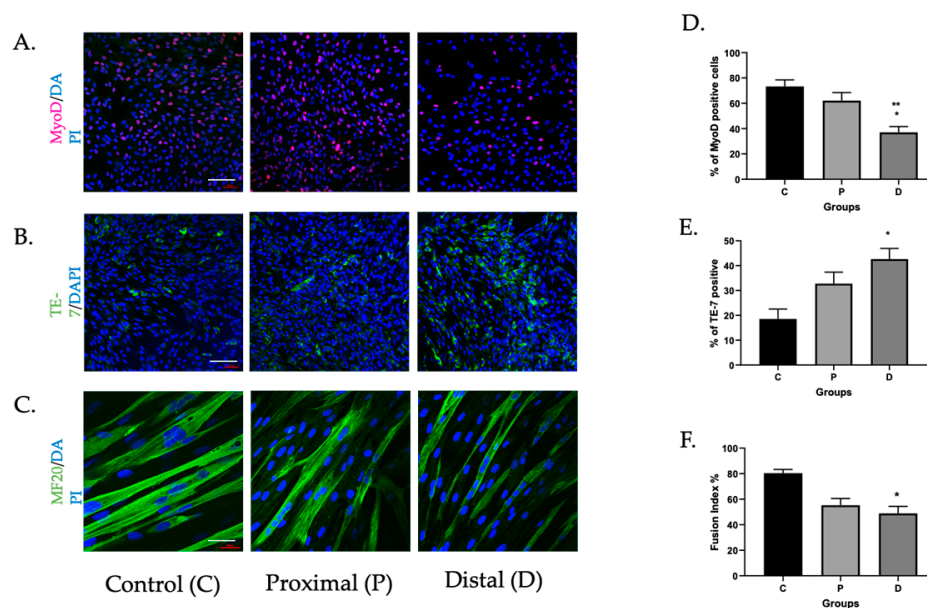 A.
MyoD/DA
PI
B.
TE-
7/DAPI
C.
MF20/DA
PI
Control (C)
Proximal (P)
Distal (D)
D.
% of MyoD positive cells
100
80
60
40
20
0
**
*
C
P
D
Groups
E.
% of TE-7 positive
50
40
30
20
10
0
*
C
P
D
Groups
F.
Fusion Index %
100
80
60
40
20
0
*
C
P
D
Groups